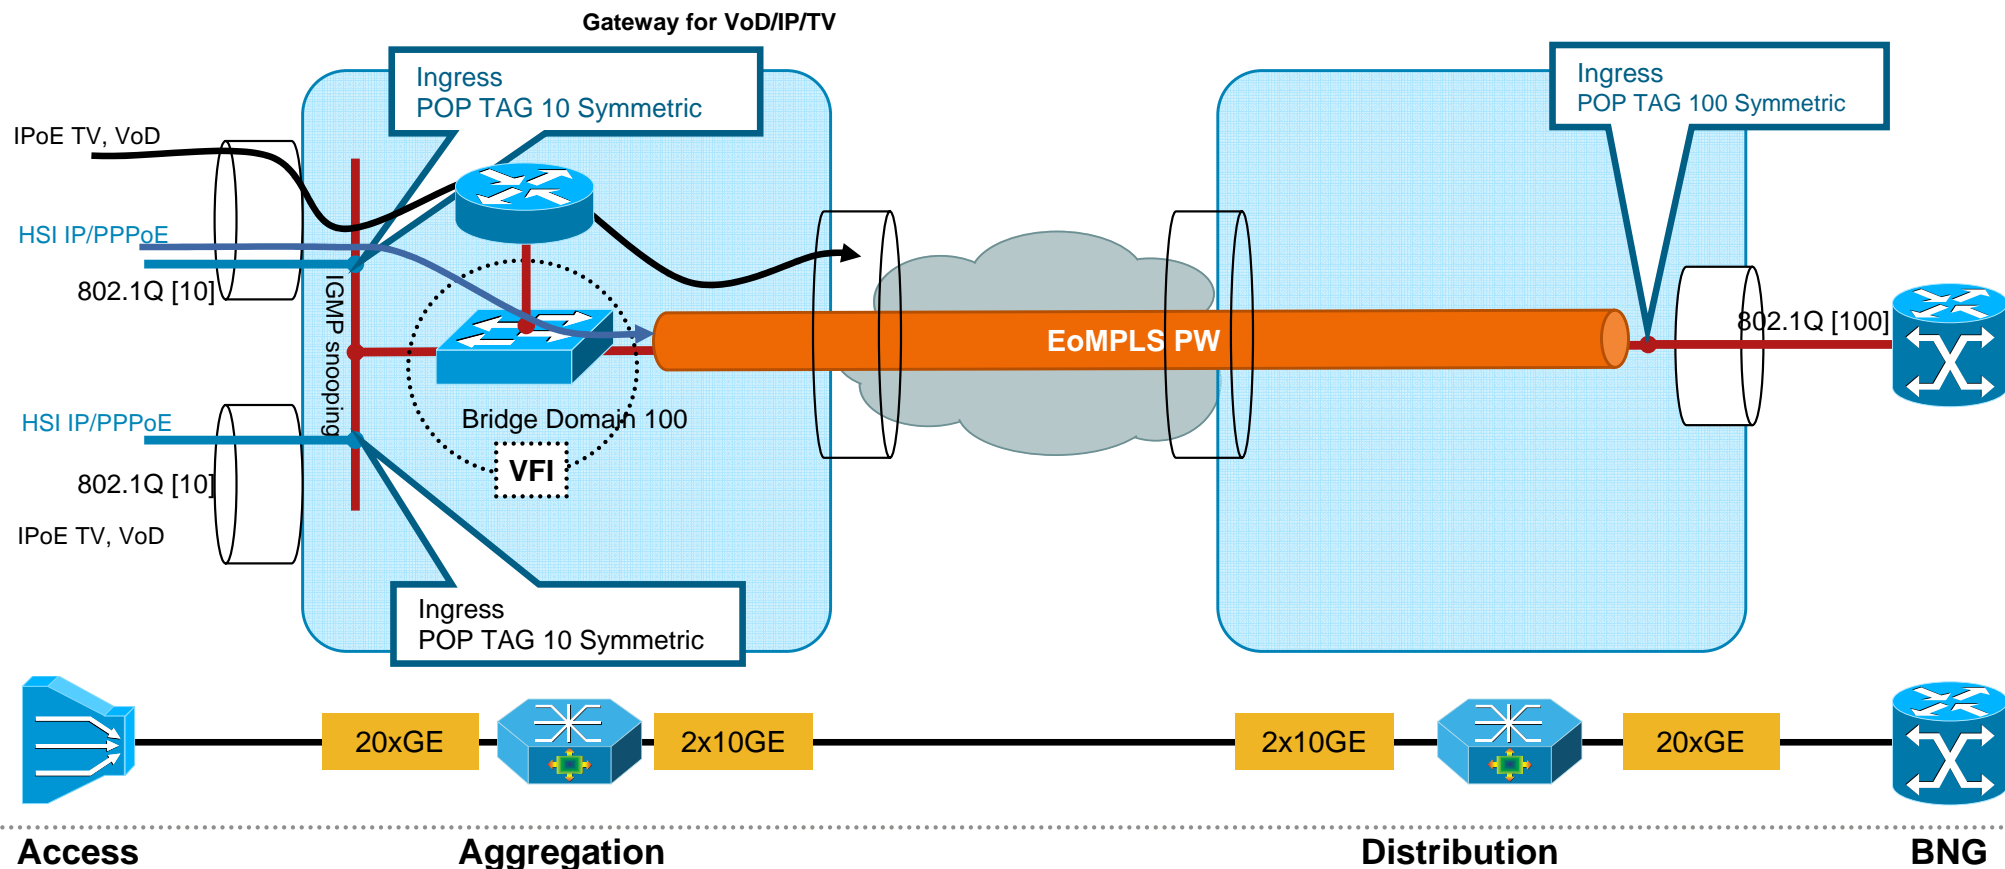 Gateway for VoD/IP/TV
Ingress
POP TAG 10 Symmetric
Ingress
POP TAG 100 Symmetric
IPoE TV, VoD
HSI IP/PPPoE
802.1Q [10]
IGMP snooping
802.1Q [100]
EoMPLS PW
Bridge Domain 100
VFI
HSI IP/PPPoE
802.1Q [10]
IPoE TV, VoD
Ingress
POP TAG 10 Symmetric
20xGE
2x10GE
2x10GE
20xGE
Access
Aggregation
Distribution
BNG